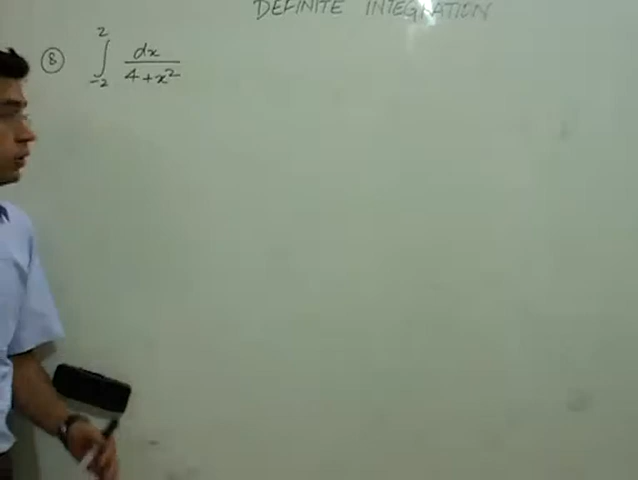 DEFINITE INTEGRATION
⑧ ∫_{-2}^{2} dx/(4+x²)